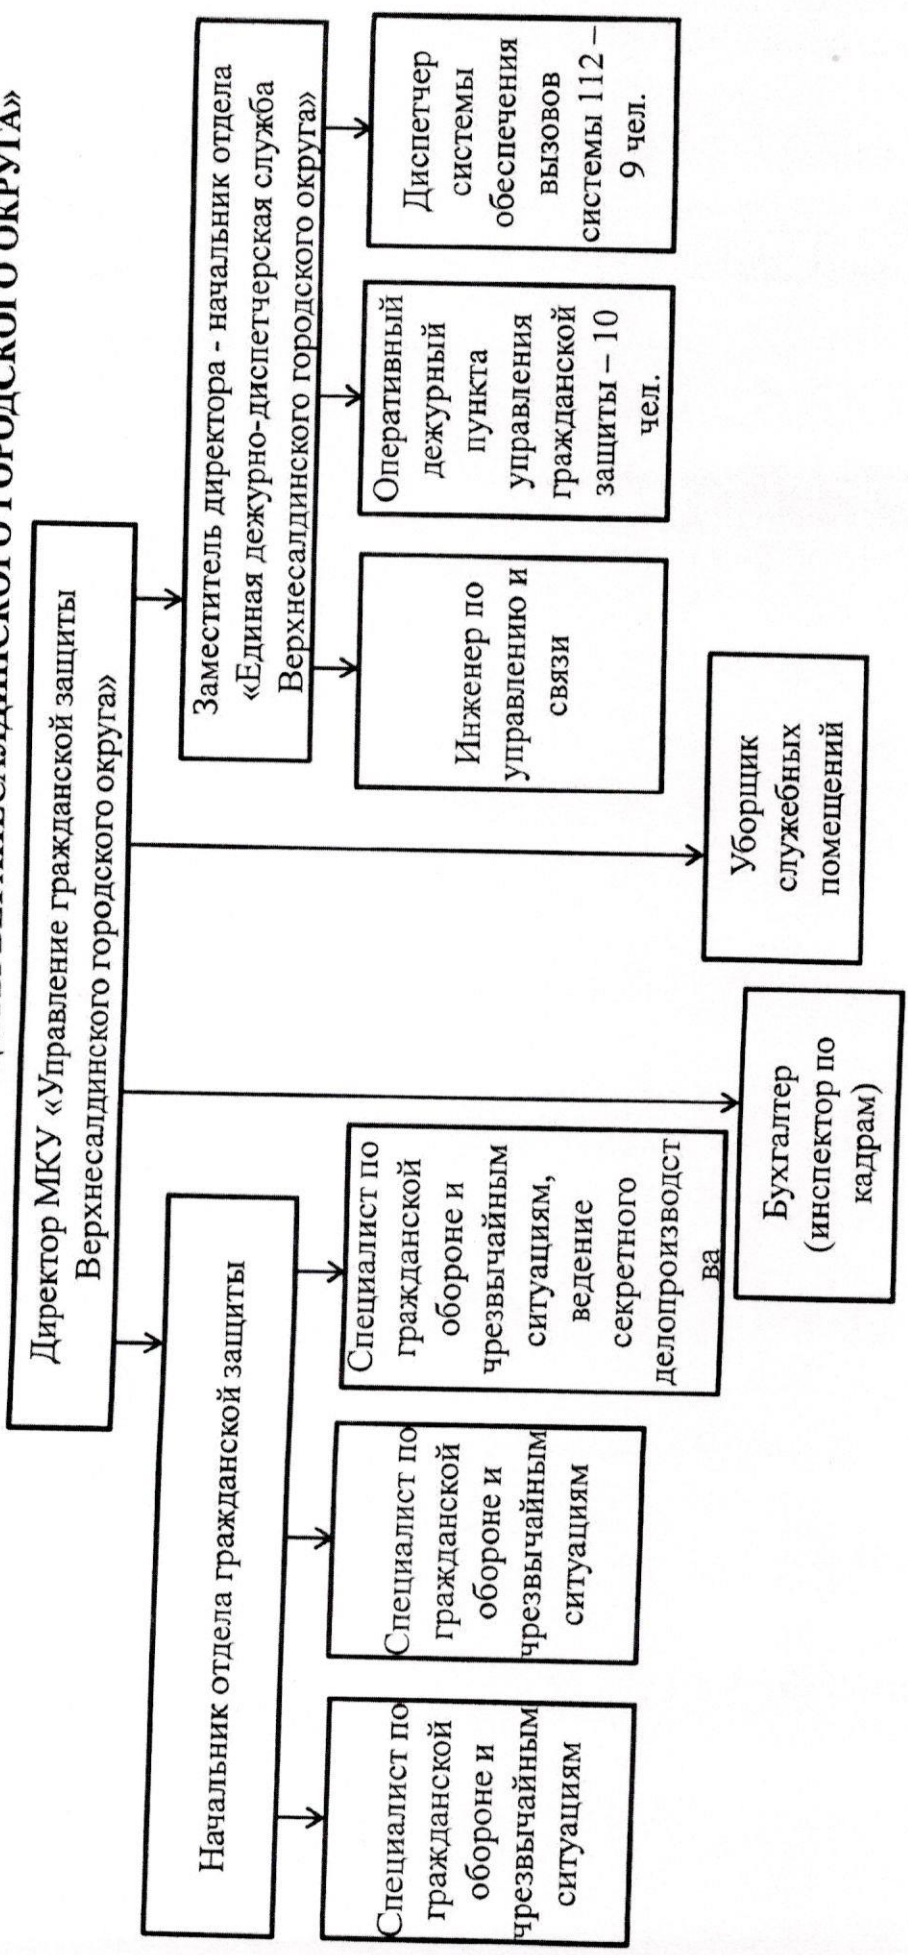 ВЕРХНЕСАЛДИНСКОГО ГОРОДСКОГО ОКРУГА»
Директор МКУ «Управление гражданской защиты
Верхнесалдинского городского округа»
Начальник отдела гражданской защиты
Заместитель директора - начальник отдела
«Единая дежурно-диспетчерская служба
Верхнесалдинского городского округа»
Специалист по
гражданской
обороне и
чрезвычайным
ситуациям
Специалист по
гражданской
обороне и
чрезвычайным
ситуациям
Специалист по
гражданской
обороне и
чрезвычайным
ситуациям,
ведение
секретного
делопроизводст
ва
Инженер по
управлению и
связи
Оперативный
дежурный
пункта
управления
гражданской
защиты – 10
чел.
Диспетчер
системы
обеспечения
вызовов
системы 112 –
9 чел.
Бухгалтер
(инспектор по
кадрам)
Уборщик
служебных
помещений